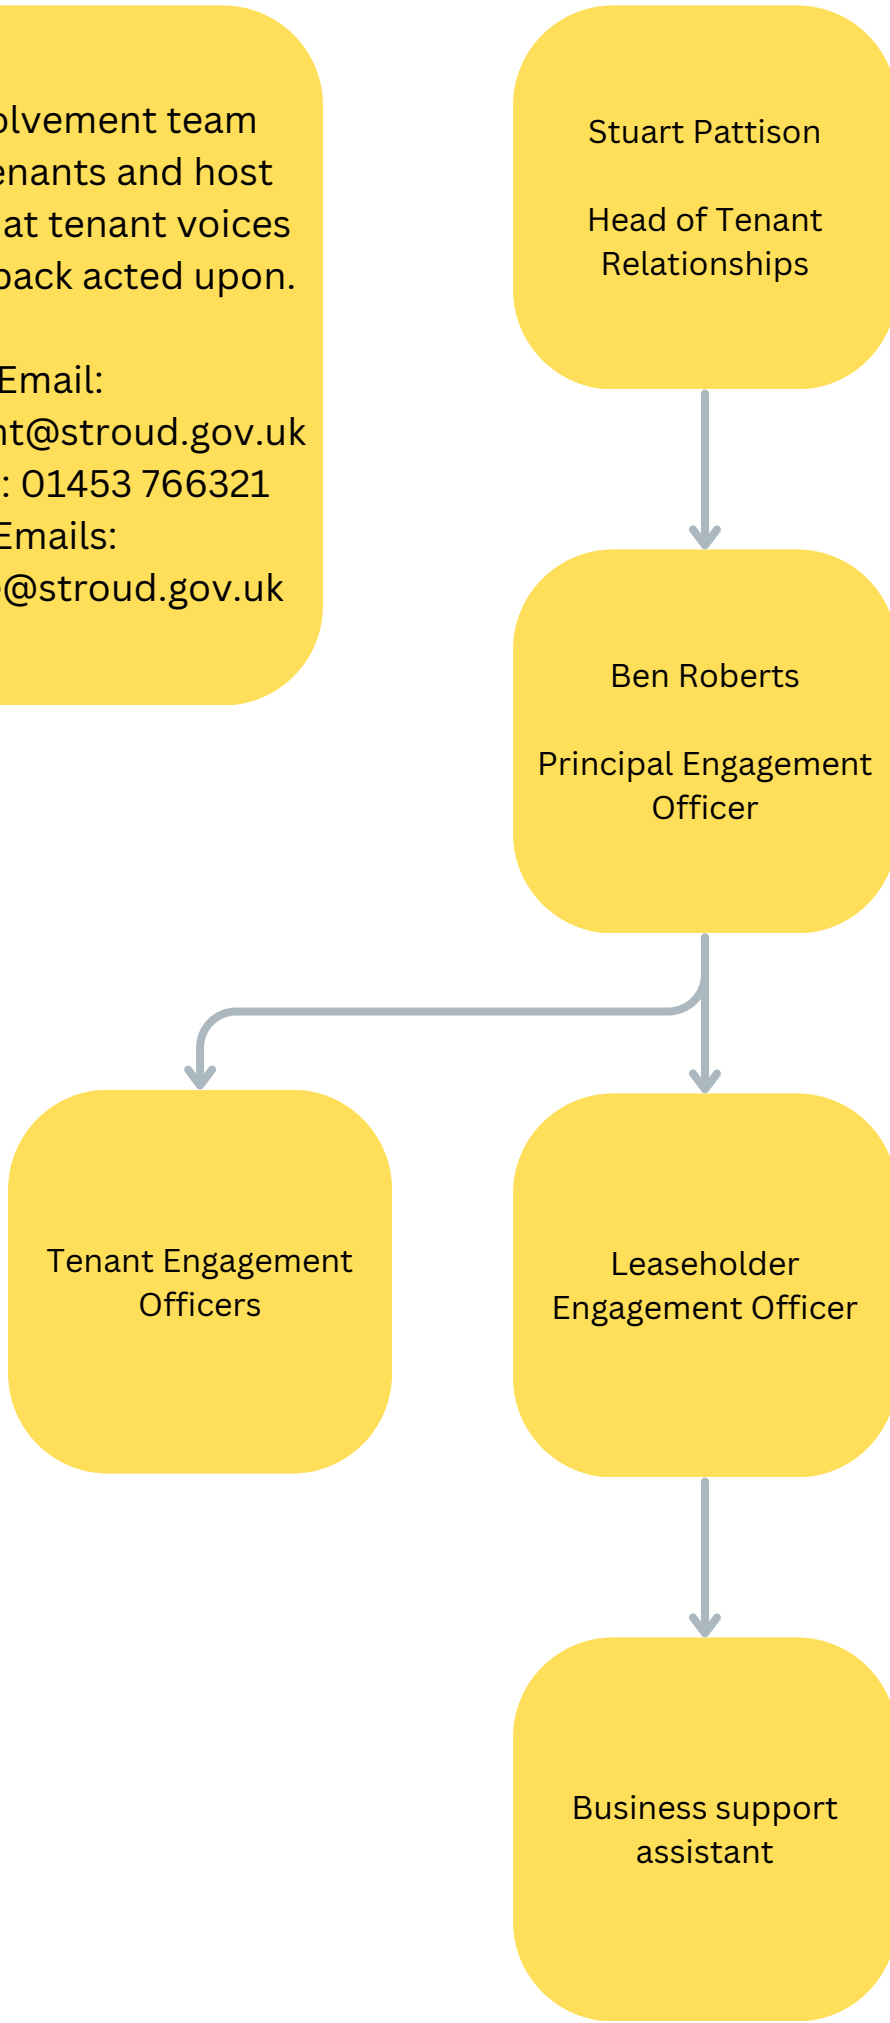 olvement team
enants and host
at tenant voices
back acted upon.
Email:
nt@stroud.gov.uk
: 01453 766321
Emails:
@stroud.gov.uk
Stuart Pattison
Head of Tenant
Relationships
Ben Roberts
Principal Engagement
Officer
Tenant Engagement
Officers
Leaseholder
Engagement Officer
Business support
assistant